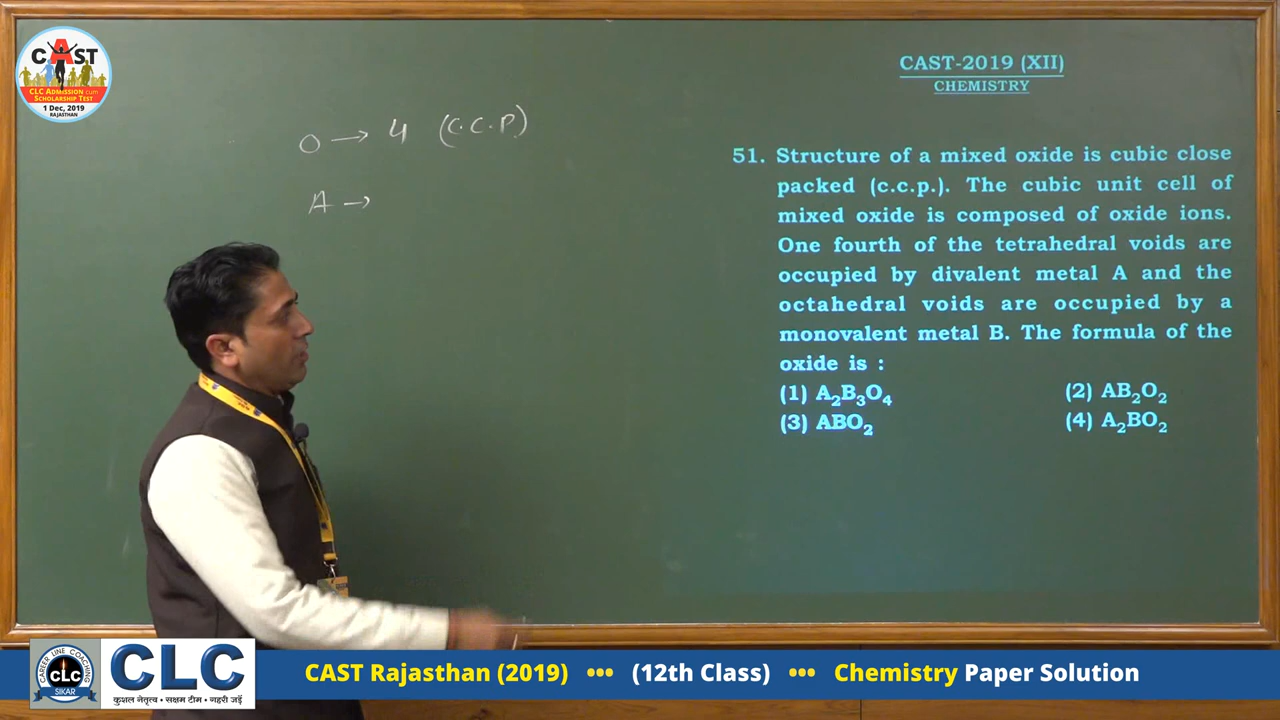 CAST
CLC ADMISSION cum
SCHOLARSHIP TEST
1 Dec, 2019
RAJASTHAN
O → 4 (C.C.P.)
A →
CAST-2019 (XII)
CHEMISTRY
51. Structure of a mixed oxide is cubic close
packed (c.c.p.). The cubic unit cell of
mixed oxide is composed of oxide ions.
One fourth of the tetrahedral voids are
occupied by divalent metal A and the
octahedral voids are occupied by a
monovalent metal B. The formula of the
oxide is :
(1) A₂B₃O₄ (2) AB₂O₂
(3) ABO₂ (4) A₂BO₂
CAREER LINE COACHING
CLC
SIKAR
CLC
कुशल नेतृत्व • सक्षम टीम • गहरी जड़ें
CAST Rajasthan (2019) ••• (12th Class) ••• Chemistry Paper Solution